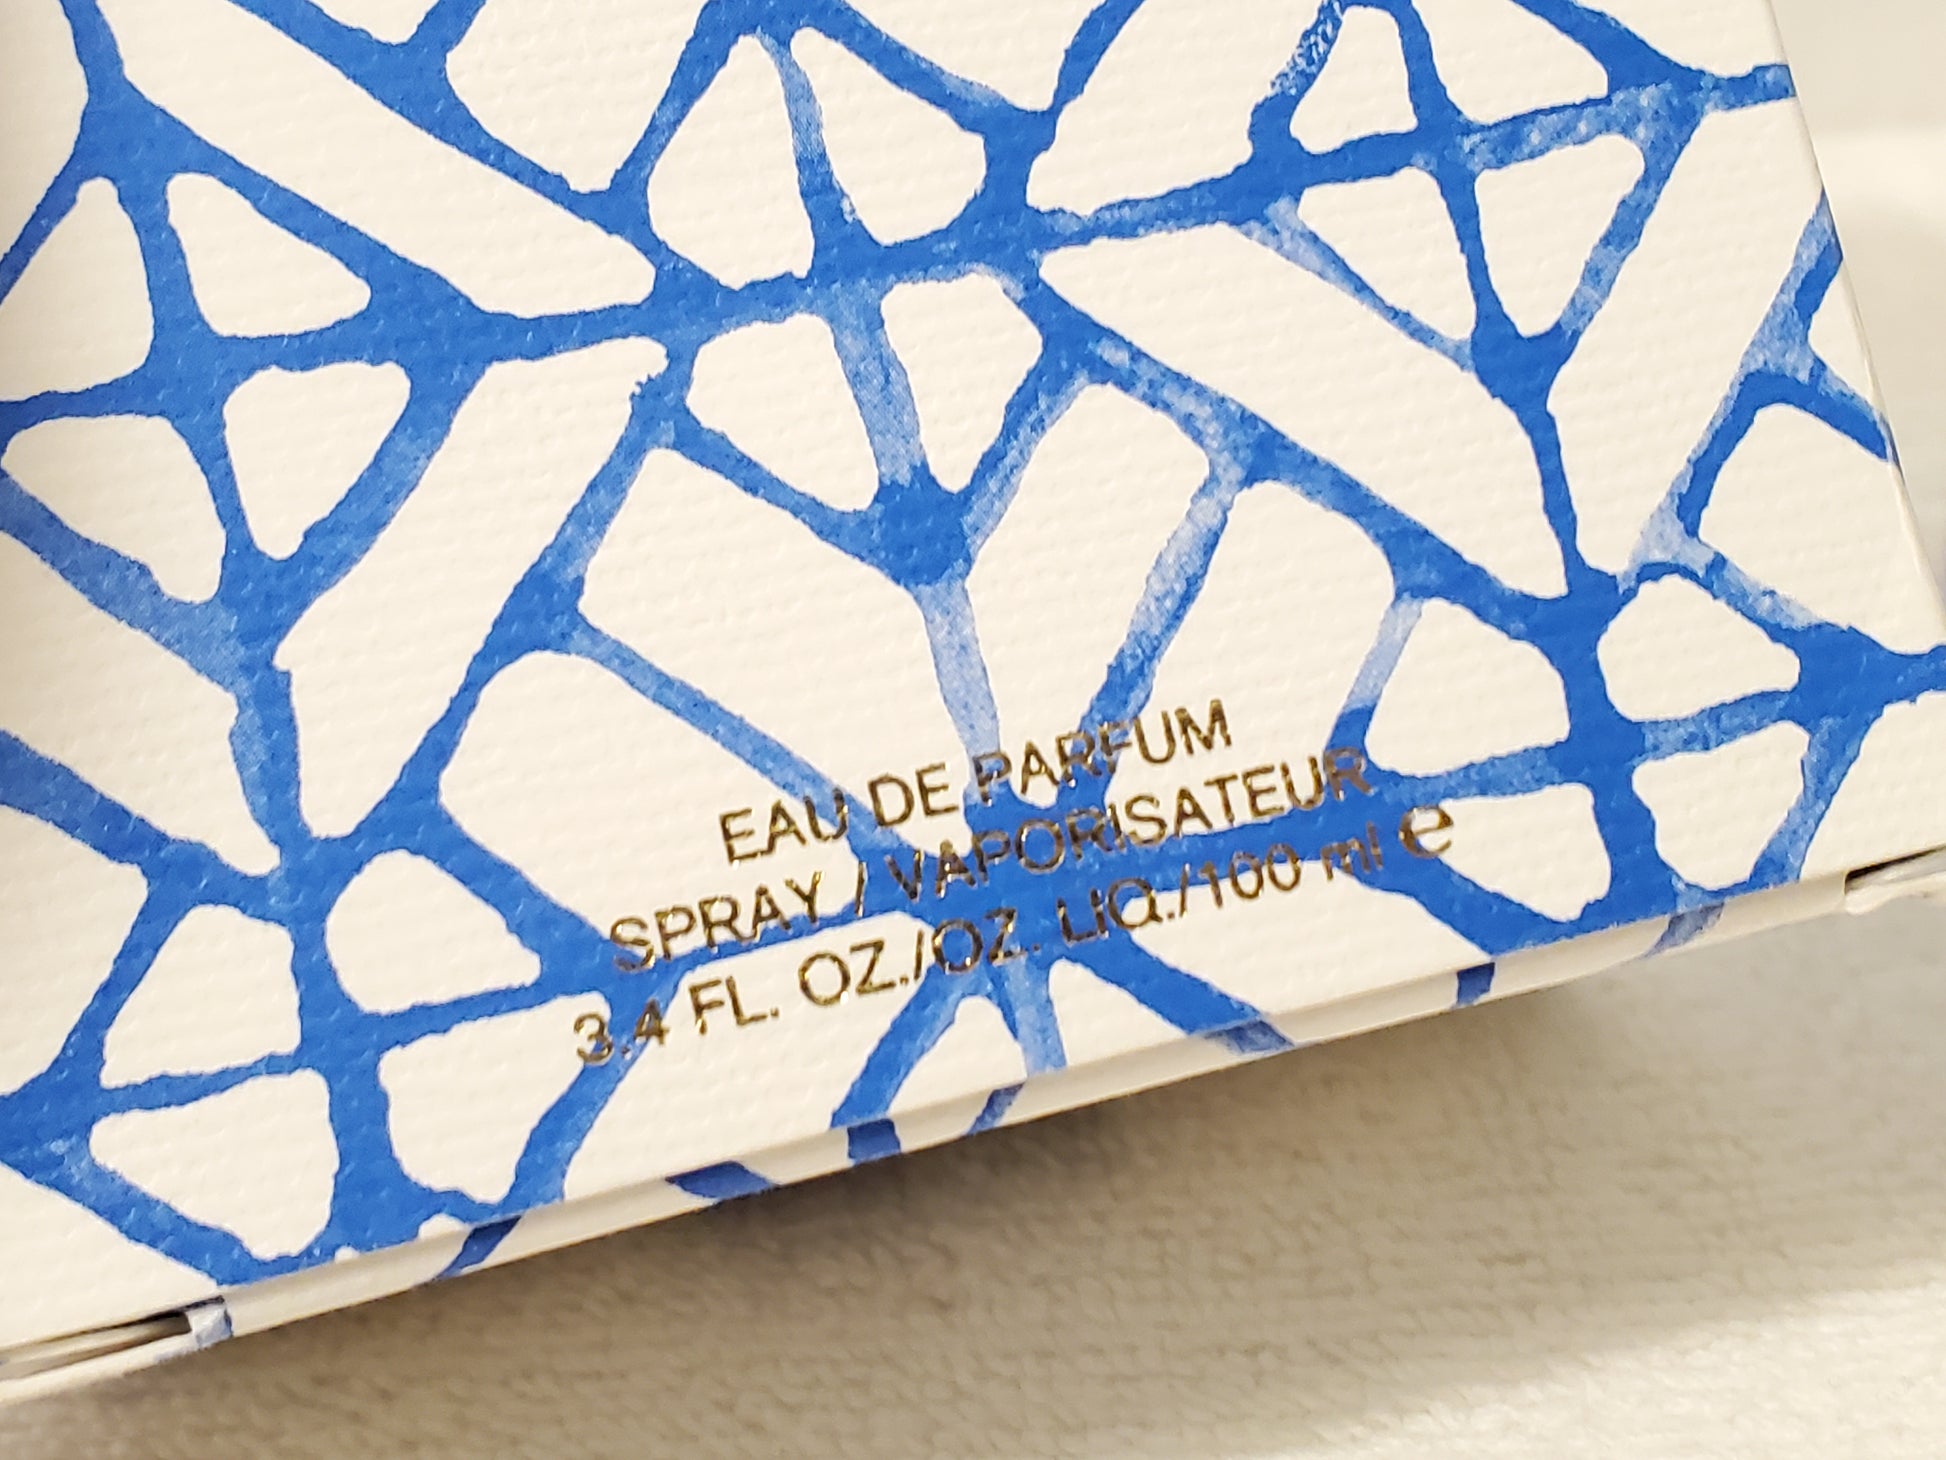 EAU DE PARFUM
SPRAY / VAPORISATEUR
3.4 FL. OZ./OZ. LIQ./100 ml e